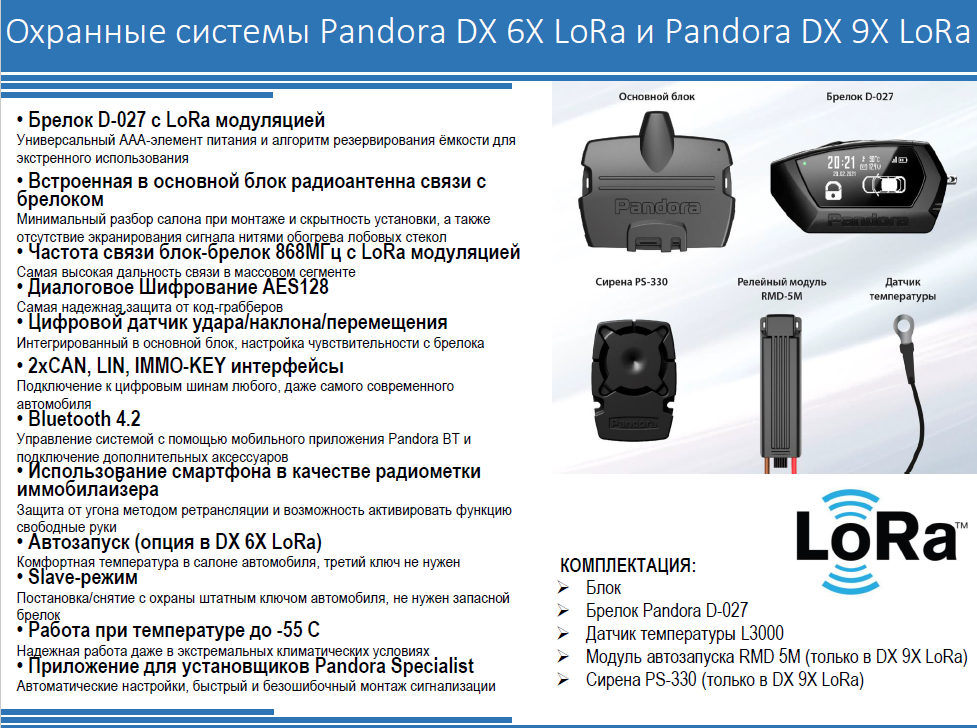 Охранные системы Pandora DX 6X LoRa и Pandora DX 9X LoRa
• Брелок D-027 с LoRa модуляцией
Универсальный ААА-элемент питания и алгоритм резервирования ёмкости для
экстренного использования
• Встроенная в основной блок радиоантенна связи с
брелоком
Минимальный разбор салона при монтаже и скрытность установки, а также
отсутствие экранирования сигнала нитями обогрева лобовых стекол
• Частота связи блок-брелок 868МГц с LoRa модуляцией
Самая высокая дальность связи в массовом сегменте
• Диалоговое Шифрование AES128
Самая надежная защита от код-грабберов
• Цифровой датчик удара/наклона/перемещения
Интегрированный в основной блок, настройка чувствительности с брелока
• 2xCAN, LIN, IMMO-KEY интерфейсы
Подключение к цифровым шинам любого, даже самого современного
автомобиля
• Bluetooth 4.2
Управление системой с помощью мобильного приложения Pandora BT и
подключение дополнительных аксессуаров
• Использование смартфона в качестве радиометки
иммобилайзера
Защита от угона методом ретрансляции и возможность активировать функцию
свободные руки
• Автозапуск (опция в DX 6X LoRa)
Комфортная температура в салоне автомобиля, третий ключ не нужен
• Slave-режим
Постановка/снятие с охраны штатным ключом автомобиля, не нужен запасной
брелок
• Работа при температуре до -55 С
Надежная работа даже в экстремальных климатических условиях
• Приложение для установщиков Pandora Specialist
Автоматические настройки, быстрый и безошибочный монтаж сигнализации
Основной блок
Брелок D-027
Pandora
20:21
20.02.2021
Pandora
Сирена PS-330
Релейный модуль
RMD-5M
Датчик
температуры
Pandora
LoRa™
КОМПЛЕКТАЦИЯ:
➢ Блок
➢ Брелок Pandora D-027
➢ Датчик температуры L3000
➢ Модуль автозапуска RMD 5M (только в DX 9X LoRa)
➢ Сирена PS-330 (только в DX 9X LoRa)